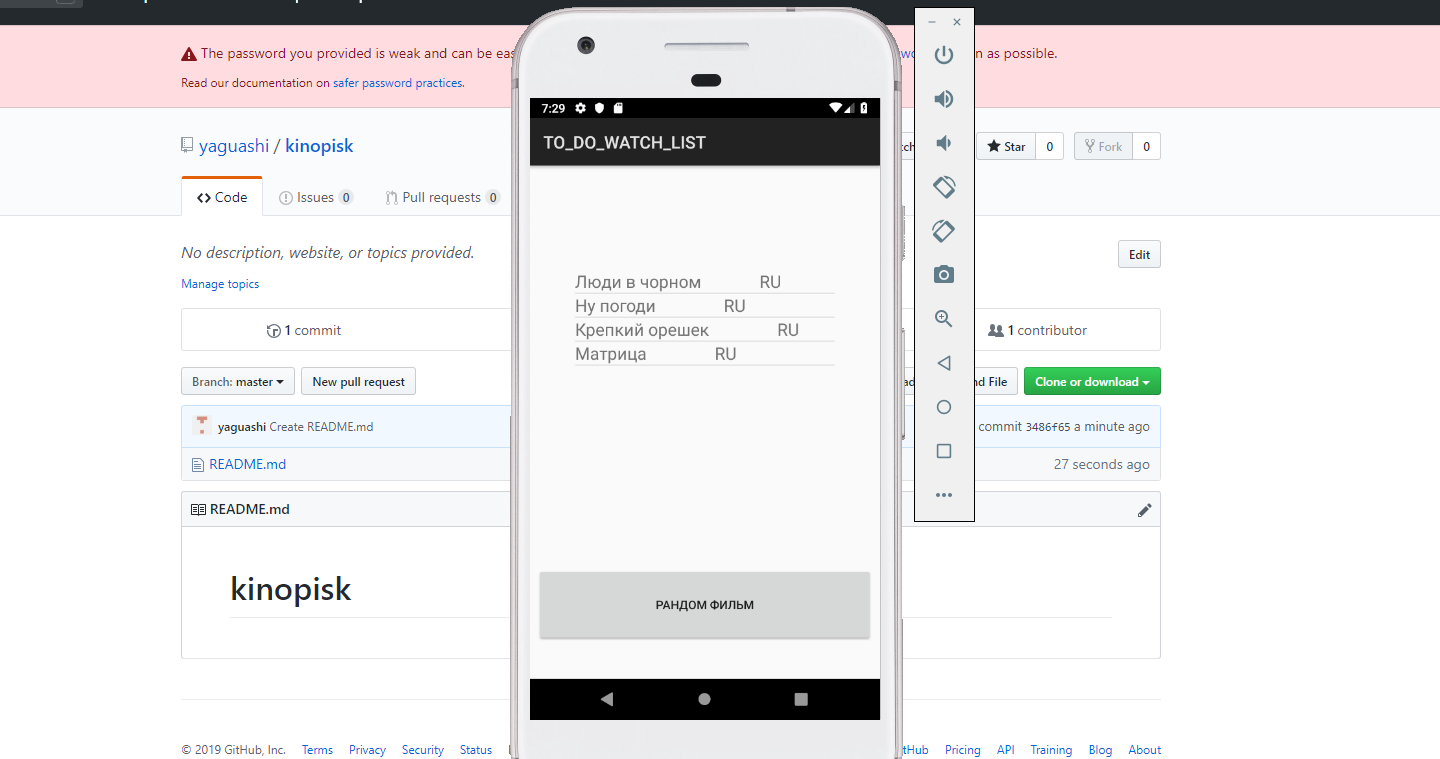 The password you provided is weak and can be eas
n as possible.
Read our documentation on safer password practices.
7:29
TO_DO_WATCH_LIST
yaguashi / kinopisk
Star 0
Fork 0
Code
Issues 0
Pull requests 0
No description, website, or topics provided.
Edit
Manage topics
Люди в чорном RU
Ну погоди RU
Крепкий орешек RU
Матрица RU
1 commit
1 contributor
Branch: master
New pull request
nd File
Clone or download
yaguashi Create README.md
commit 3486f65 a minute ago
README.md
27 seconds ago
README.md
kinopisk
РАНДОМ ФИЛЬМ
© 2019 GitHub, Inc. Terms Privacy Security Status
tHub Pricing API Training Blog About